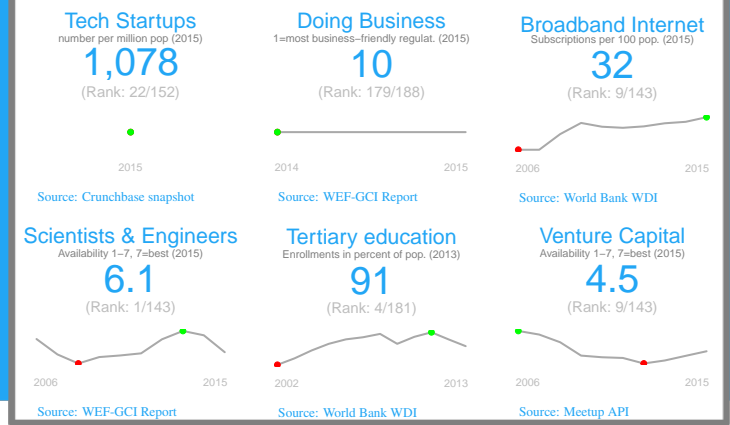 Tech Startups
number per million pop (2015)
1,078
(Rank: 22/152)
2015
Source: Crunchbase snapshot
Doing Business
1=most business−friendly regulat. (2015)
10
(Rank: 179/188)
2014 2015
Source: WEF-GCI Report
Broadband Internet
Subscriptions per 100 pop. (2015)
32
(Rank: 9/143)
2006 2015
Source: World Bank WDI
Scientists & Engineers
Availability 1−7, 7=best (2015)
6.1
(Rank: 1/143)
2006 2015
Source: WEF-GCI Report
Tertiary education
Enrollments in percent of pop. (2013)
91
(Rank: 4/181)
2002 2013
Source: World Bank WDI
Venture Capital
Availability 1−7, 7=best (2015)
4.5
(Rank: 9/143)
2006 2015
Source: Meetup API